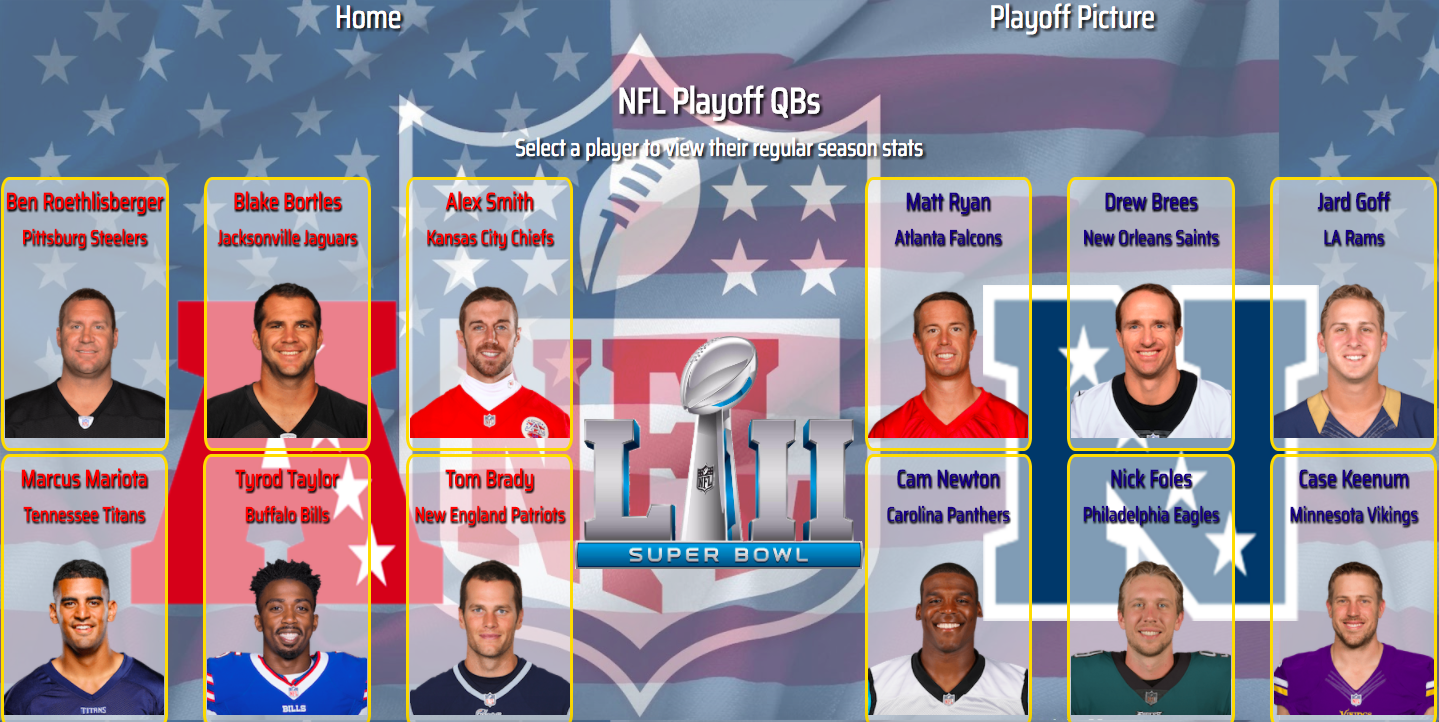 Home
Playoff Picture
NFL Playoff QBs
Select a player to view their regular season stats
Ben Roethlisberger
Pittsburg Steelers
Blake Bortles
Jacksonville Jaguars
Alex Smith
Kansas City Chiefs
Matt Ryan
Atlanta Falcons
Drew Brees
New Orleans Saints
Jard Goff
LA Rams
A
NFL
N
LII
NFL
SUPER BOWL
Marcus Mariota
Tennessee Titans
Tyrod Taylor
Buffalo Bills
Tom Brady
New England Patriots
Cam Newton
Carolina Panthers
Nick Foles
Philadelphia Eagles
Case Keenum
Minnesota Vikings
TITANS
BILLS
VIKINGS